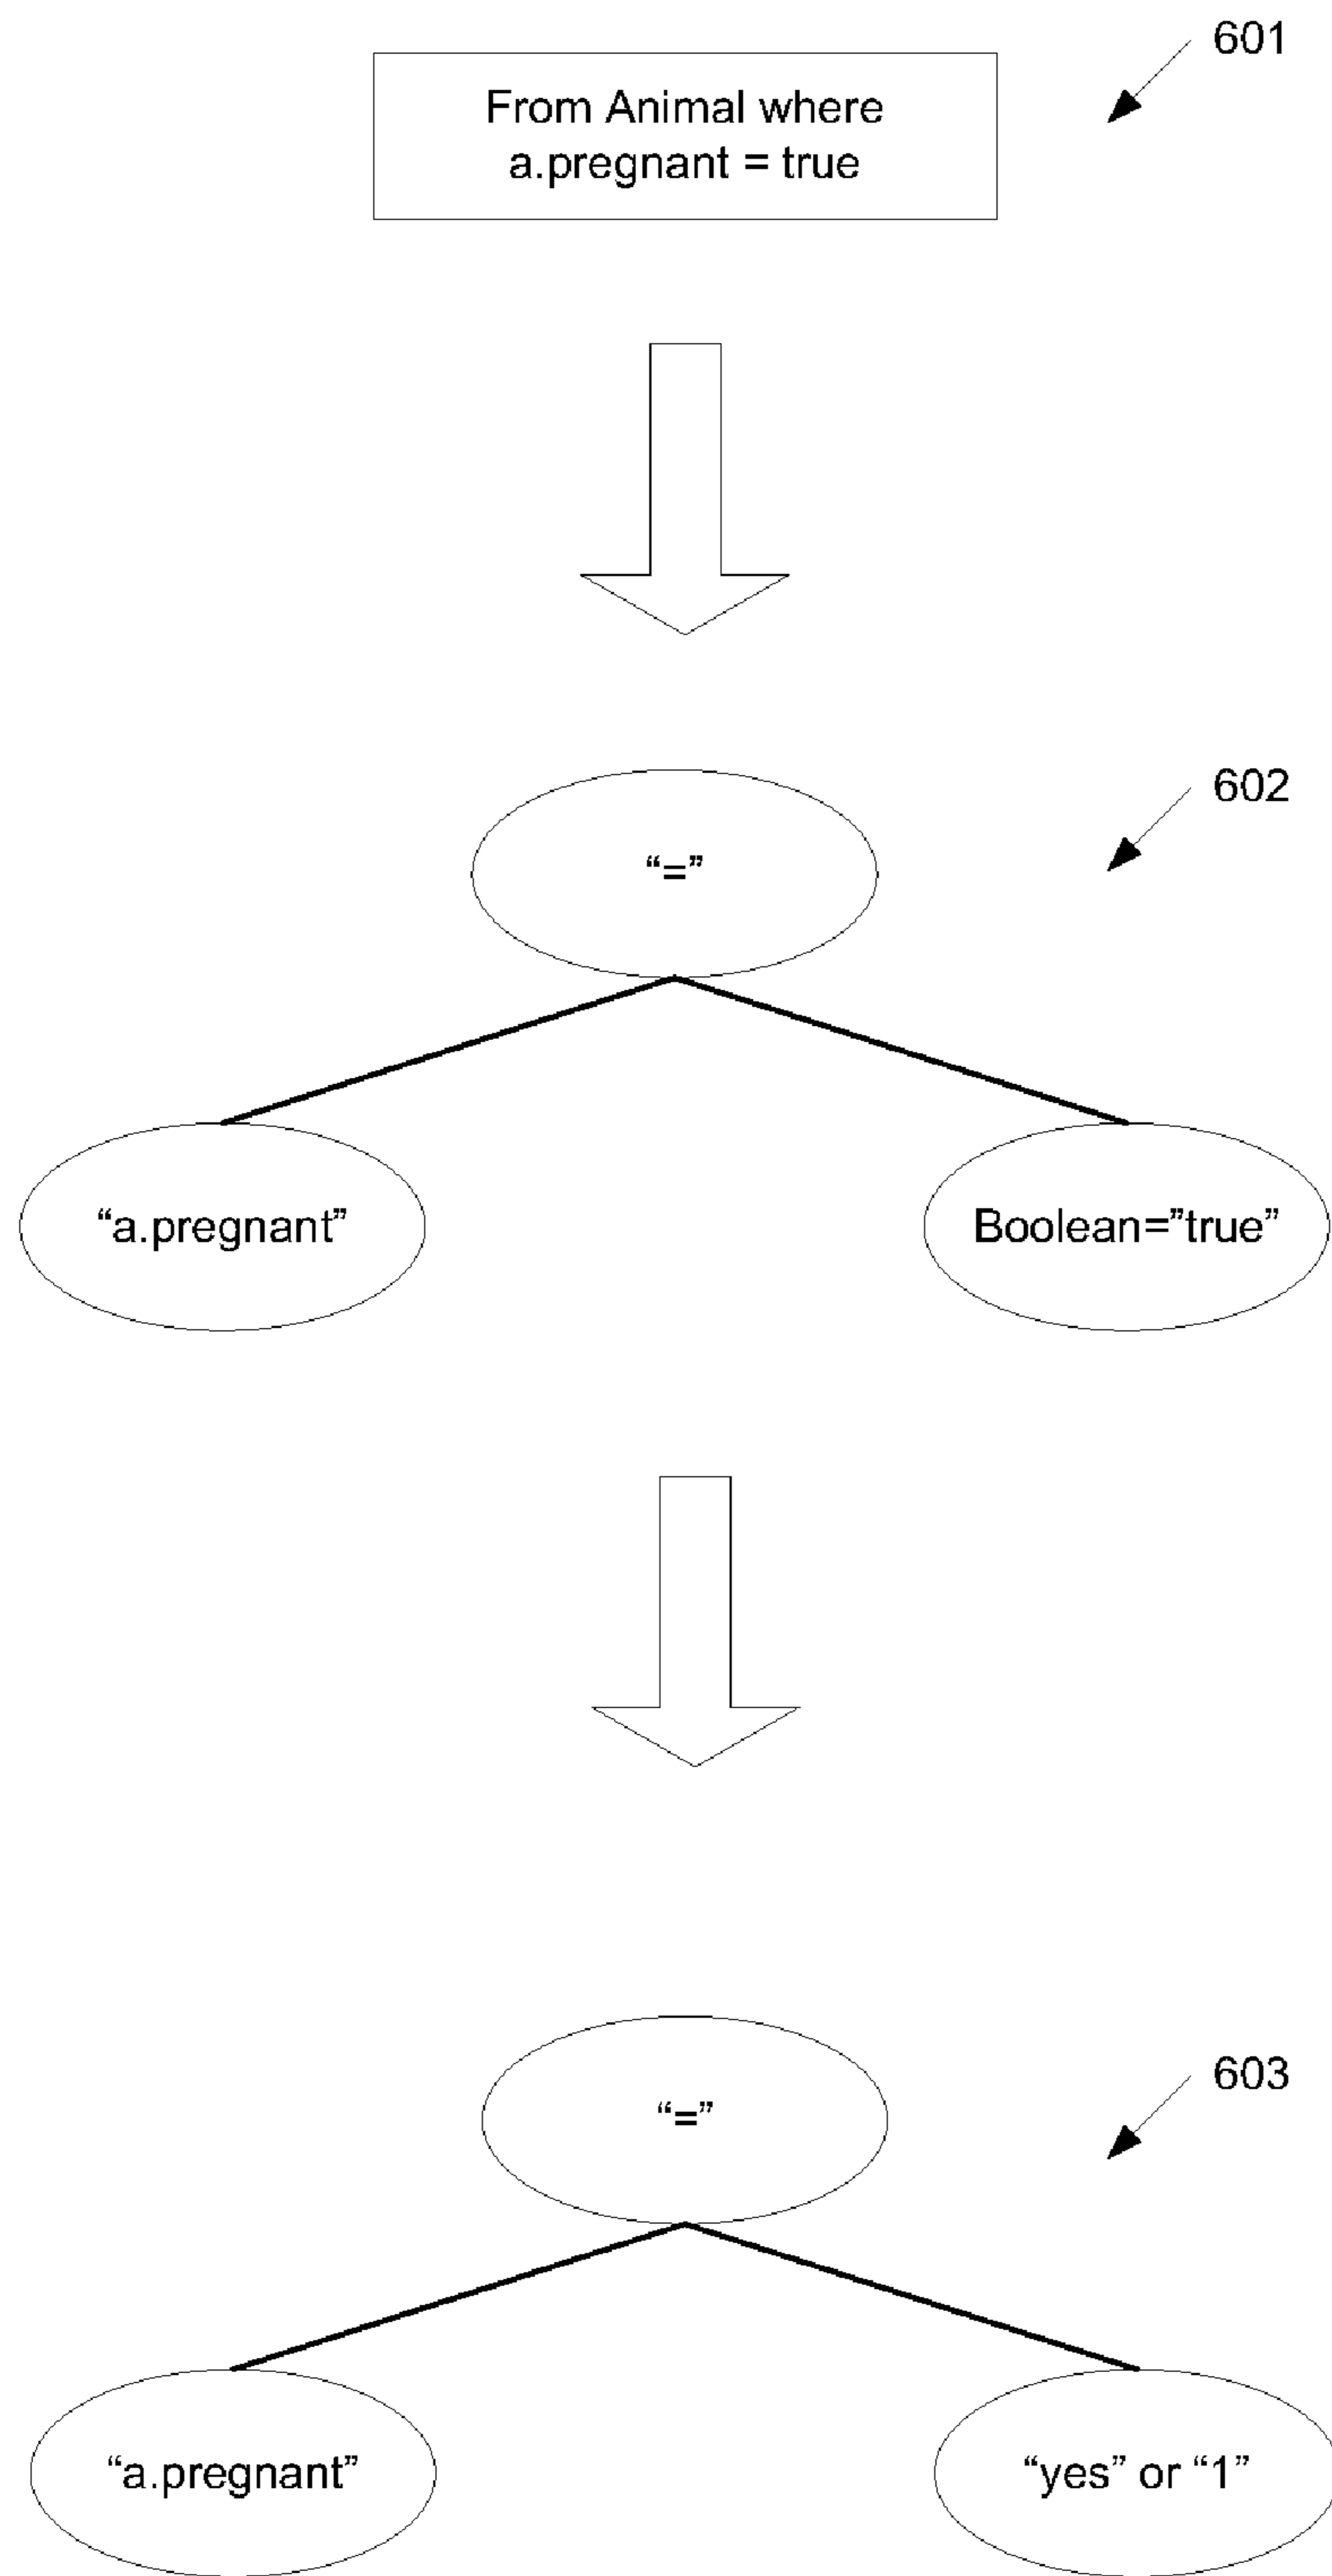 601
From Animal where
a.pregnant = true
602
“=”
“a.pregnant”
Boolean=”true”
603
“=”
“a.pregnant”
“yes” or “1”